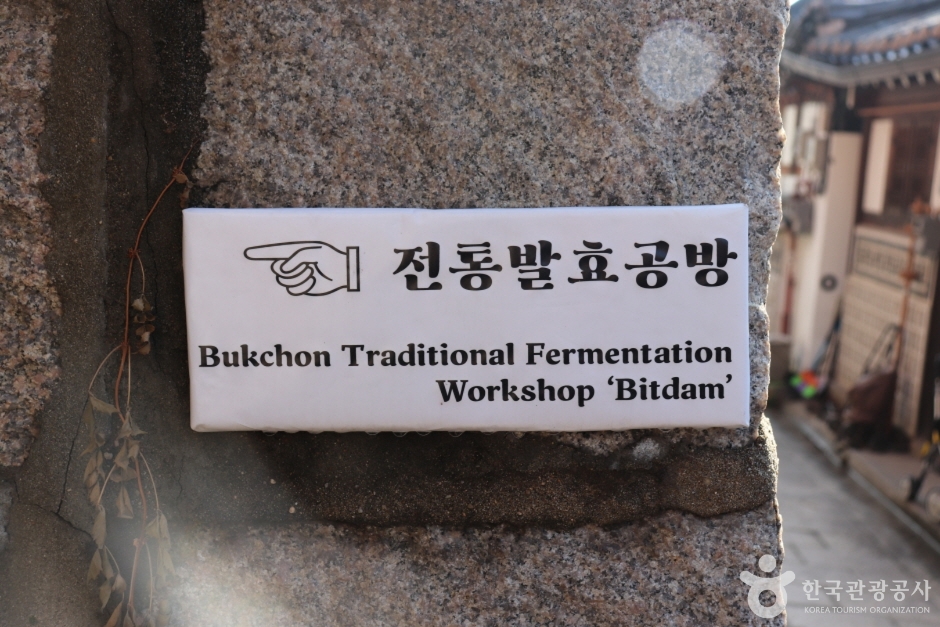 전통발효공방
Bukchon Traditional Fermentation
Workshop ‘Bitdam’
한국관광공사
KOREA TOURISM ORGANIZATION